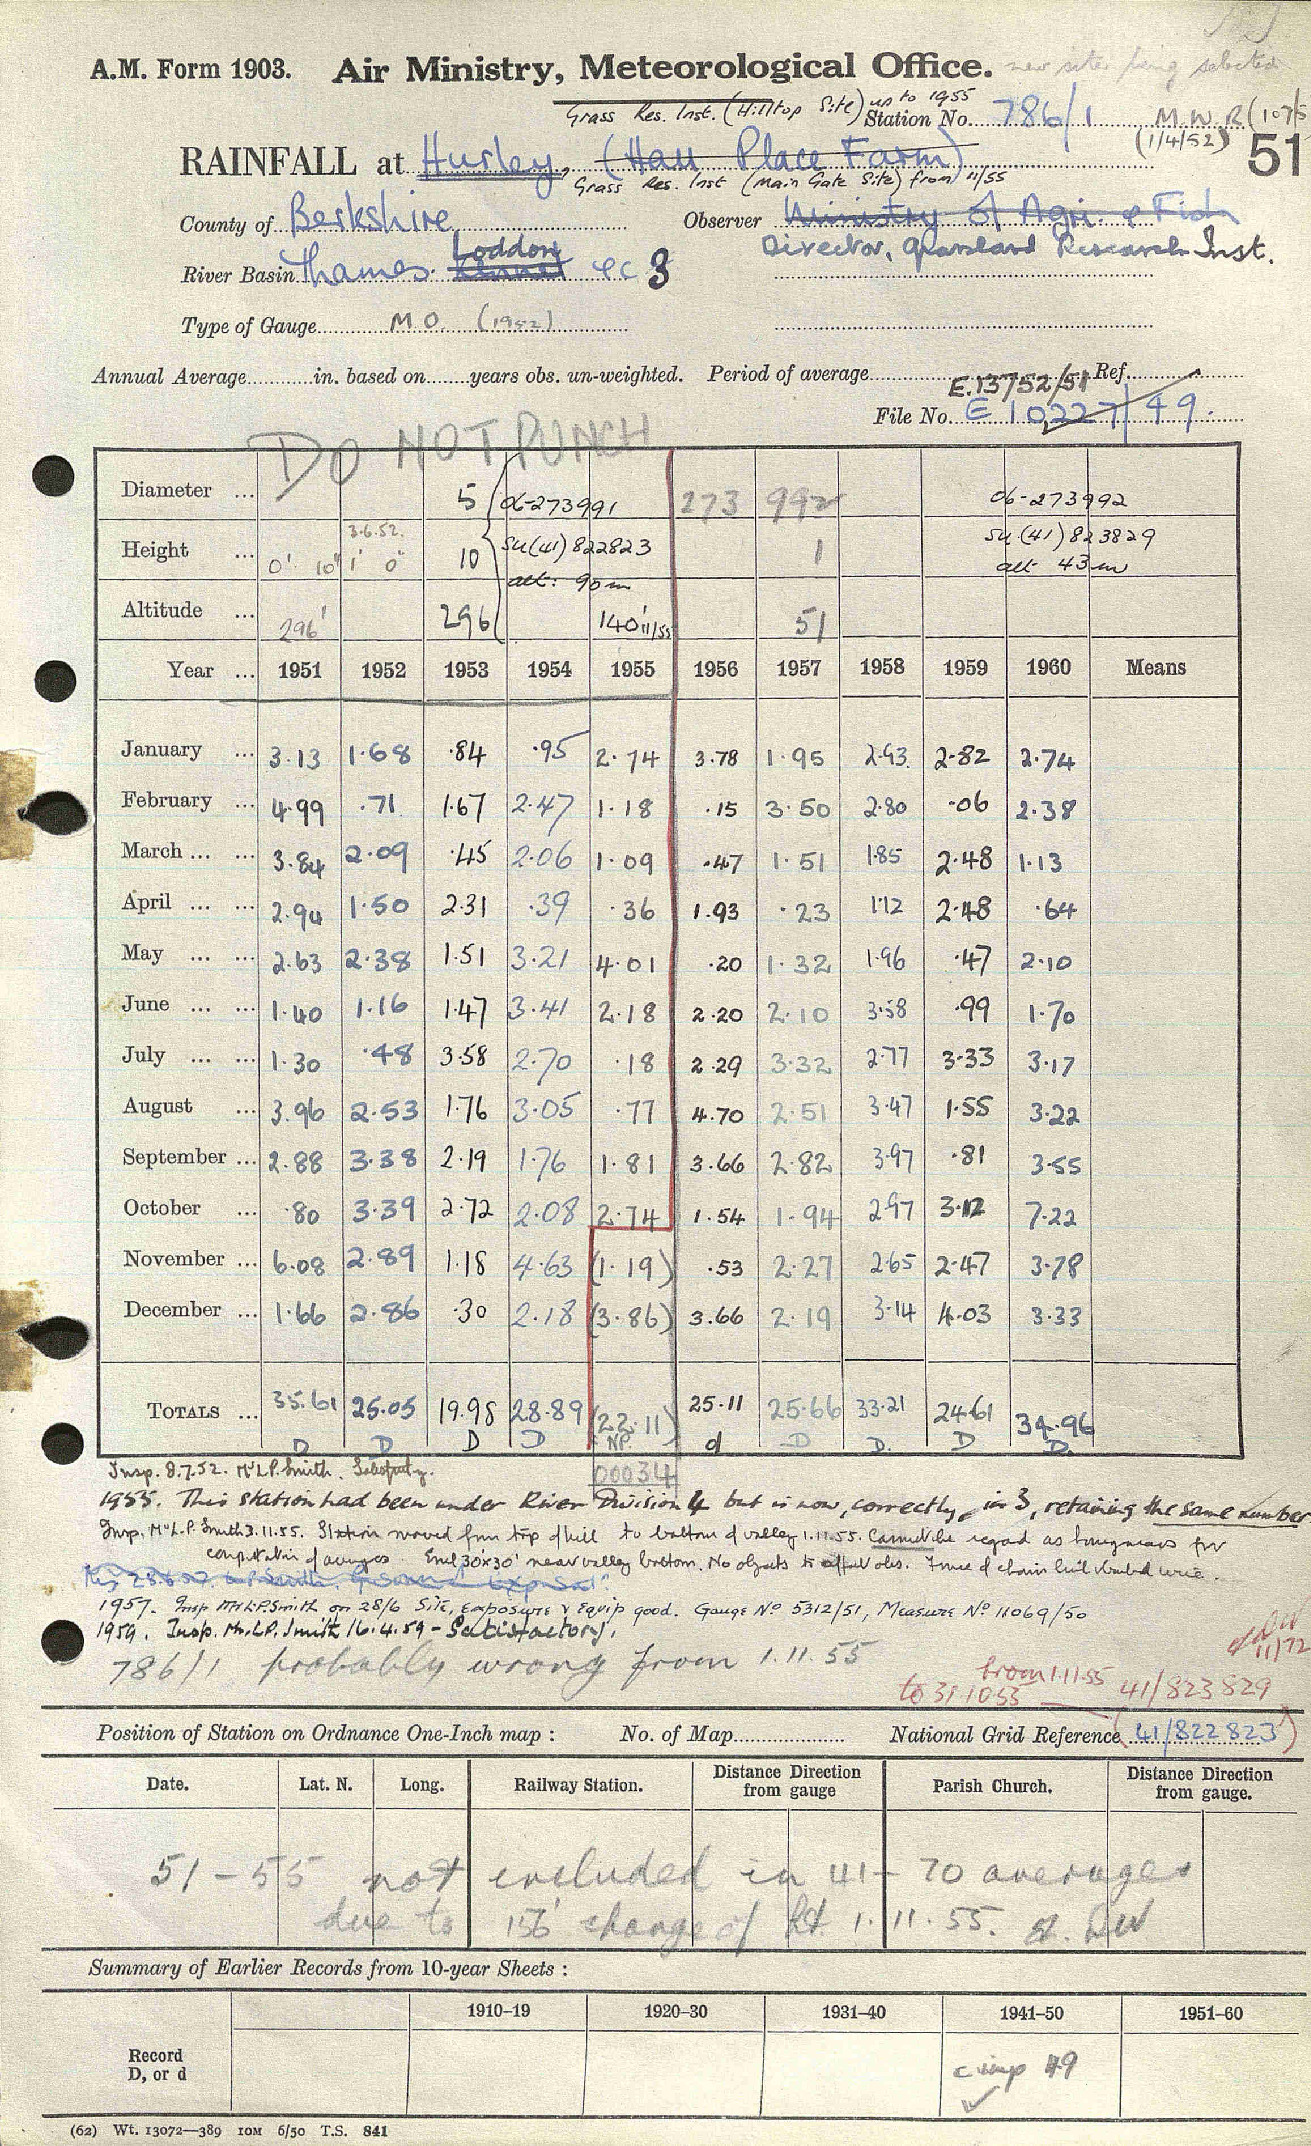 new site being selected
A.M. Form 1903. Air Ministry, Meteorological Office.
Grass Res. Inst. (Hilltop Site) up to 1955
Station No. 786/1 M.W.R (1075
(1/4/52) 51
RAINFALL at Hurley, (Hall Place Farm)
Grass Res. Inst (Main Gate Site) from 11/55
County of Berkshire Observer Ministry of Agri. & Fish
River Basin Thames. Loddon Kennet &c 3 Director, Grassland Research Inst.
Type of Gauge M O. (1952)
Annual Average in. based on years obs. un-weighted. Period of average Ref.
E.13752/51
File No. E 10227/49.
DO NOT PUNCH
Diameter ... 5 06-273991 273 992 06-273992
Height ... 0' 10" 3.6.52. 1' 0" 10 SU(41) 822823 1 SU(41) 823829
alt: 90m alt 43m
Altitude ... 296' 296 140' 11/55 51
Year ... 1951 1952 1953 1954 1955 1956 1957 1958 1959 1960 Means
January ... 3.13 1.68 .84 .95 2.74 3.78 1.95 2.93 2.82 2.74
February ... 4.99 .71 1.67 2.47 1.18 .15 3.50 2.80 .06 2.38
March ... ... 3.84 2.09 .45 2.06 1.09 .47 1.51 1.85 2.48 1.13
April ... ... 2.94 1.50 2.31 .39 .36 1.93 .23 1.12 2.48 .64
May ... ... 2.63 2.38 1.51 3.21 4.01 .20 1.32 1.96 .47 2.10
June ... ... 1.40 1.16 1.47 3.41 2.18 2.20 2.10 3.58 .99 1.70
July ... ... 1.30 .48 3.58 2.70 .18 2.29 3.32 2.77 3.33 3.17
August ... 3.96 2.53 1.76 3.05 .77 4.70 2.51 3.47 1.55 3.22
September ... 2.88 3.38 2.19 1.76 1.81 3.66 2.82 3.97 .81 3.55
October ... .80 3.39 2.72 2.08 2.74 1.54 1.94 2.97 3.12 7.22
November ... 6.08 2.89 1.18 4.63 (1.19) .53 2.27 2.65 2.47 3.78
December ... 1.66 2.86 .30 2.18 (3.86) 3.66 2.19 3.14 4.03 3.33
TOTALS ... 35.61 25.05 19.98 28.89 (22.11) 25.11 25.66 33.21 24.61 34.96
D D D D NP. d D D. D D.
00034
Insp. 8.7.52. Mr L.P. Smith. Satisfactory.
1955. This station had been under River Division 4 but is now, correctly, in 3, retaining the same number
Insp. Mr L.P. Smith 3.11.55. Station moved from top of hill to bottom of valley 1.11.55. Cannot be regard as homogeneous for
computation of averages. Encl 30'x30' near valley bottom. No objects to affect obs. Fence of chain link wire.
1957. Insp Mr L.P.Smith on 28/6 Site, exposure & Equip good. Gauge No 5312/51, Measure No 11069/50
1959. Insp. Mr. L.P. Smith 16.4.59 - Satisfactory.
786/1 probably wrong from 1.11.55
DW 11/72
from 1.11.55 41/823829
to 31.10.55
Position of Station on Ordnance One-Inch map : No. of Map National Grid Reference (41/822823)
Date. Lat. N. Long. Railway Station. Distance Direction from gauge Parish Church. Distance Direction from gauge.
51-55 not included in 41-70 averages
due to 156' change of ht. 1.11.55. DW
Summary of Earlier Records from 10-year Sheets :
1910–19 1920–30 1931–40 1941–50 1951–60
Record
D, or d
comp 49
(62) Wt. 13072—389 10M 6/50 T.S. 841